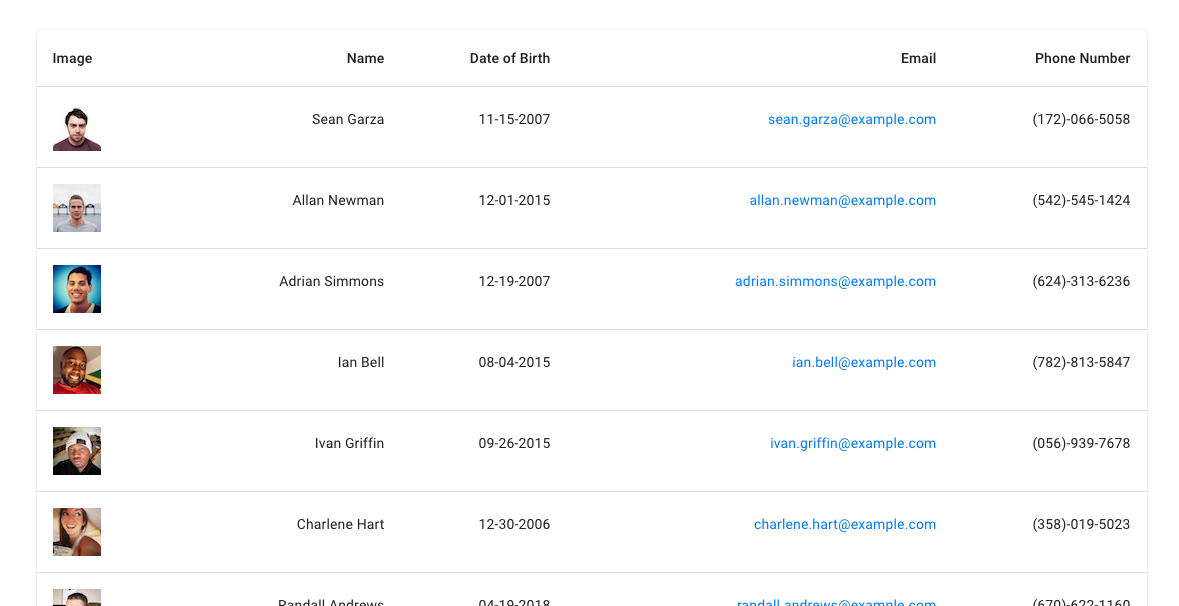 Image Name Date of Birth Email Phone Number
Sean Garza 11-15-2007 sean.garza@example.com (172)-066-5058
Allan Newman 12-01-2015 allan.newman@example.com (542)-545-1424
Adrian Simmons 12-19-2007 adrian.simmons@example.com (624)-313-6236
Ian Bell 08-04-2015 ian.bell@example.com (782)-813-5847
Ivan Griffin 09-26-2015 ivan.griffin@example.com (056)-939-7678
Charlene Hart 12-30-2006 charlene.hart@example.com (358)-019-5023
Randall Andrews 04-19-2018 randall.andrews@example.com (670)-622-1160